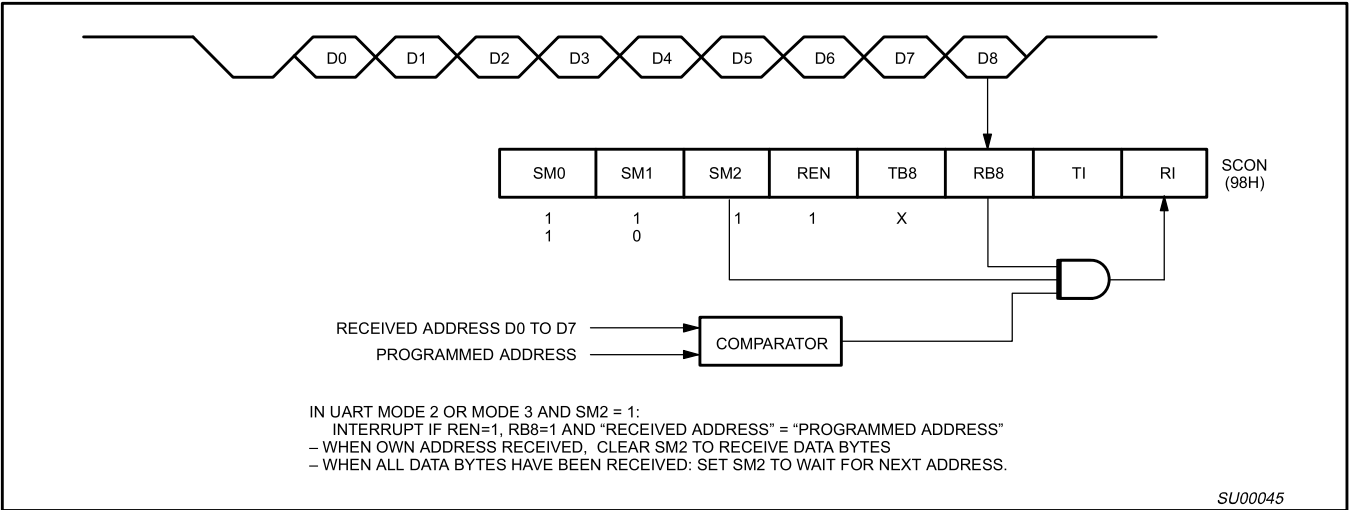 D0 D1 D2 D3 D4 D5 D6 D7 D8
SM0 SM1 SM2 REN TB8 RB8 TI RI
SCON
(98H)
1 1 1 1 X
1 0
RECEIVED ADDRESS D0 TO D7
PROGRAMMED ADDRESS
COMPARATOR
IN UART MODE 2 OR MODE 3 AND SM2 = 1:
INTERRUPT IF REN=1, RB8=1 AND “RECEIVED ADDRESS” = “PROGRAMMED ADDRESS”
– WHEN OWN ADDRESS RECEIVED, CLEAR SM2 TO RECEIVE DATA BYTES
– WHEN ALL DATA BYTES HAVE BEEN RECEIVED: SET SM2 TO WAIT FOR NEXT ADDRESS.
SU00045